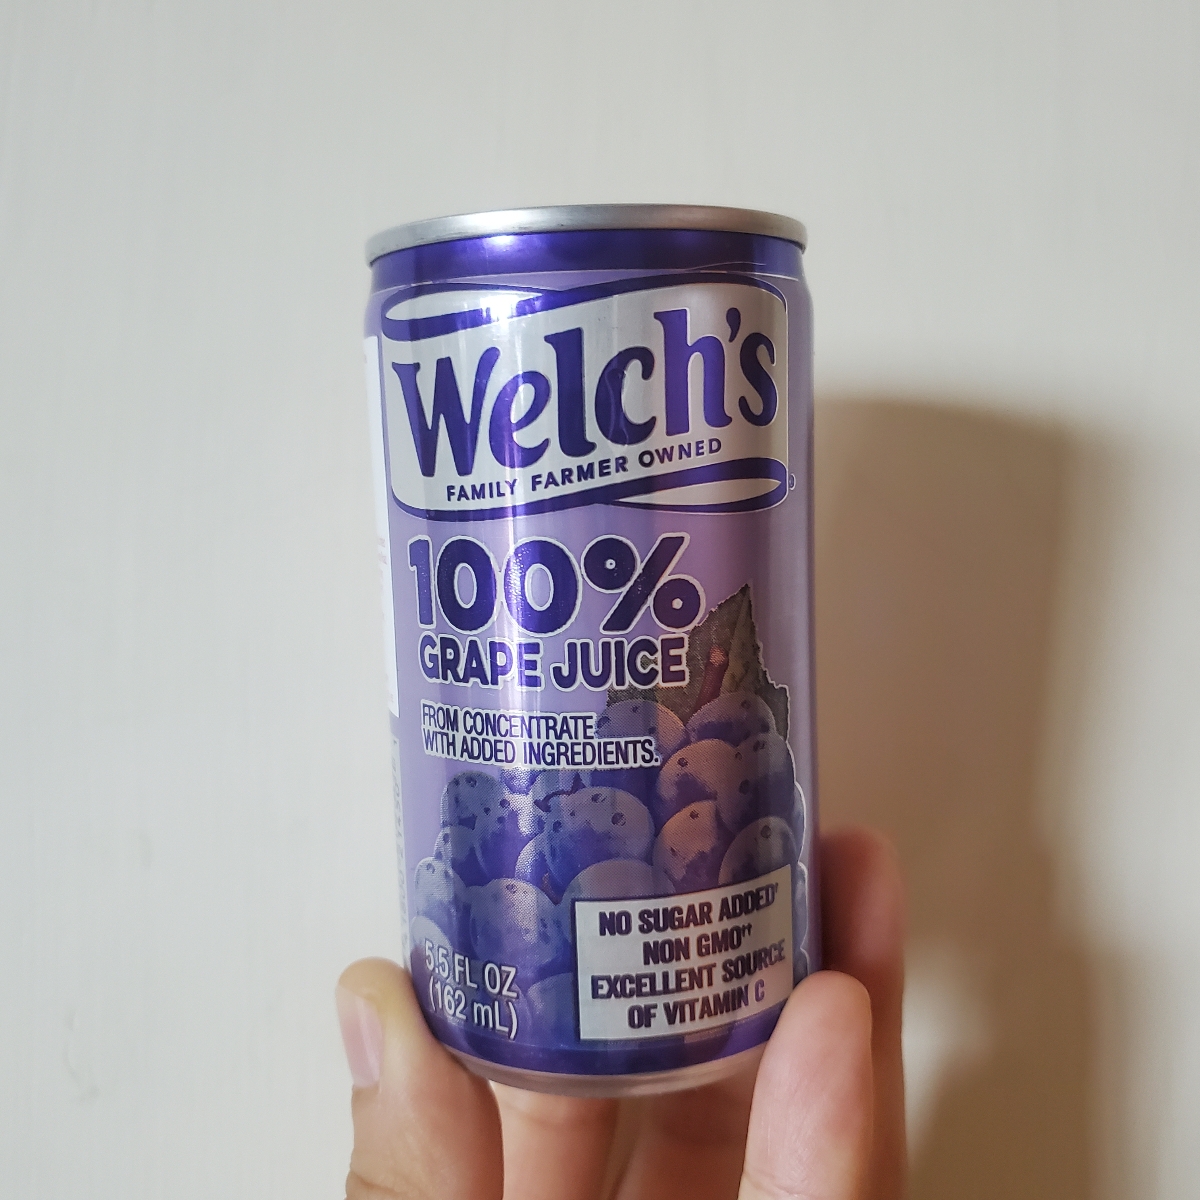 Welch's
FAMILY FARMER OWNED
100%
GRAPE JUICE
FROM CONCENTRATE
WITH ADDED INGREDIENTS.
NO SUGAR ADDED†
NON GMO††
EXCELLENT SOURCE
OF VITAMIN C
5.5 FL OZ
(162 mL)